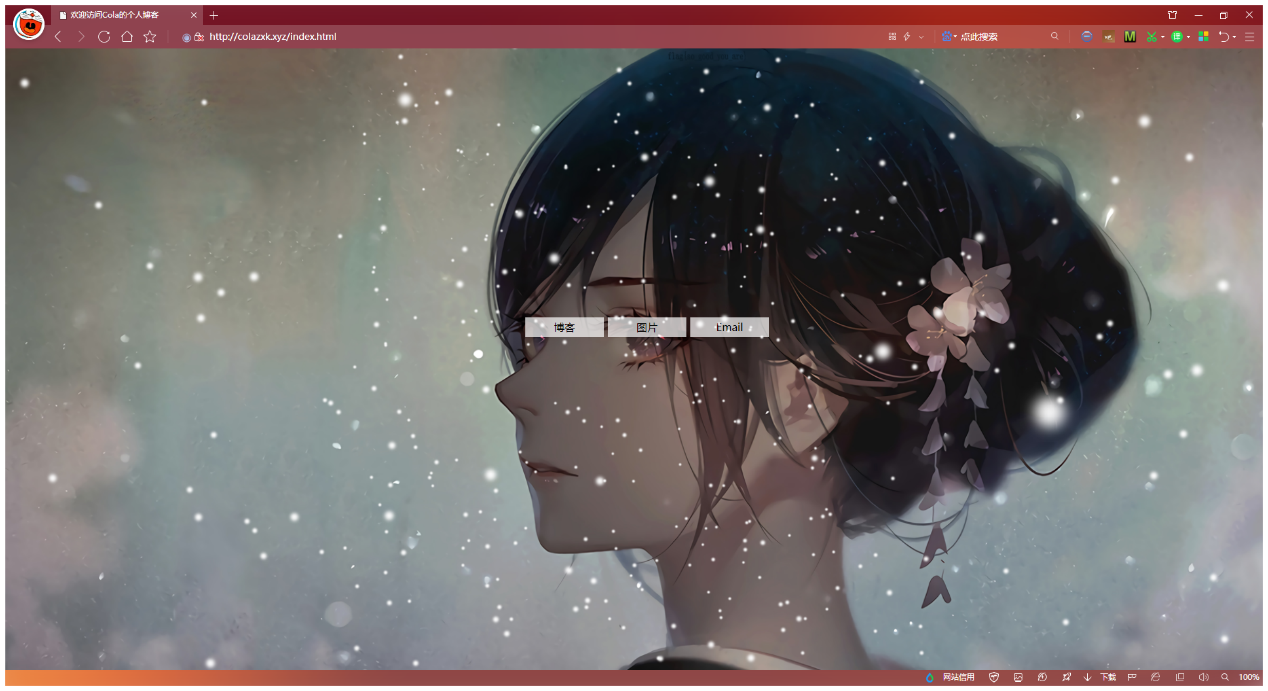 欢迎访问Cola的个人博客
http://colazxk.xyz/index.html
点此搜索
博客 图片 Email
网站信用 下载 100%